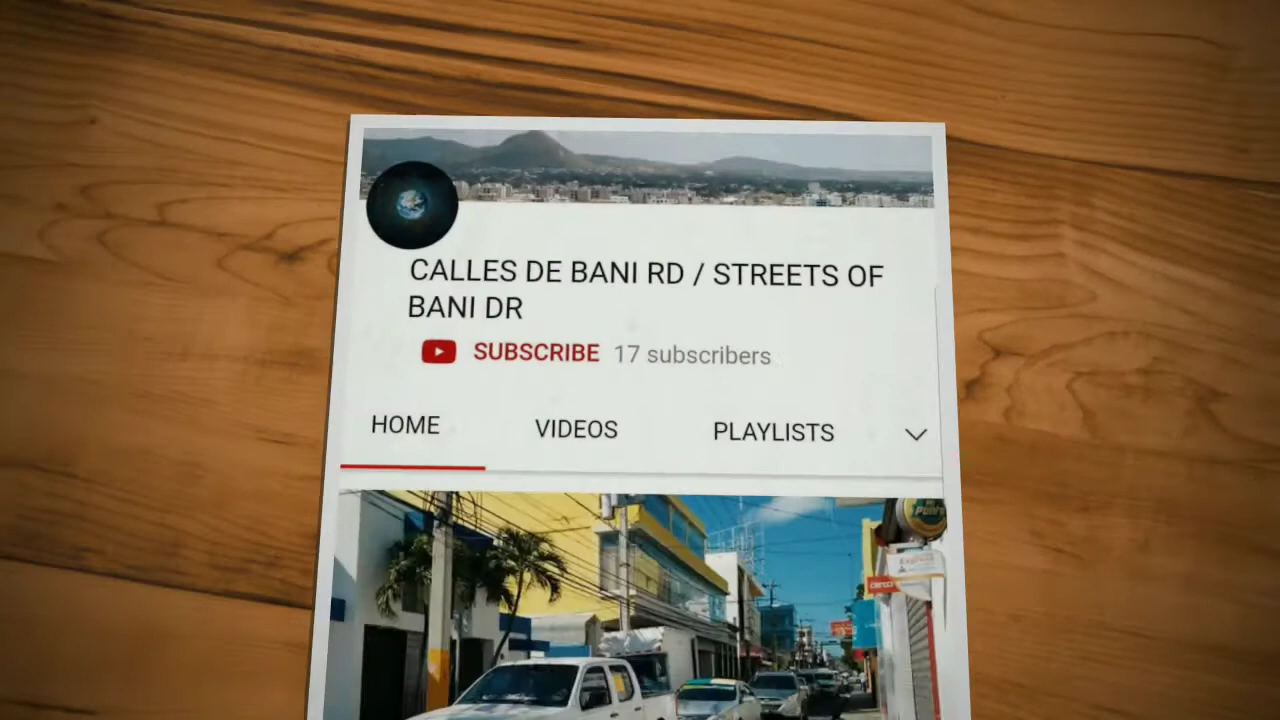 CALLES DE BANI RD / STREETS OF
BANI DR
SUBSCRIBE 17 subscribers
HOME VIDEOS PLAYLISTS